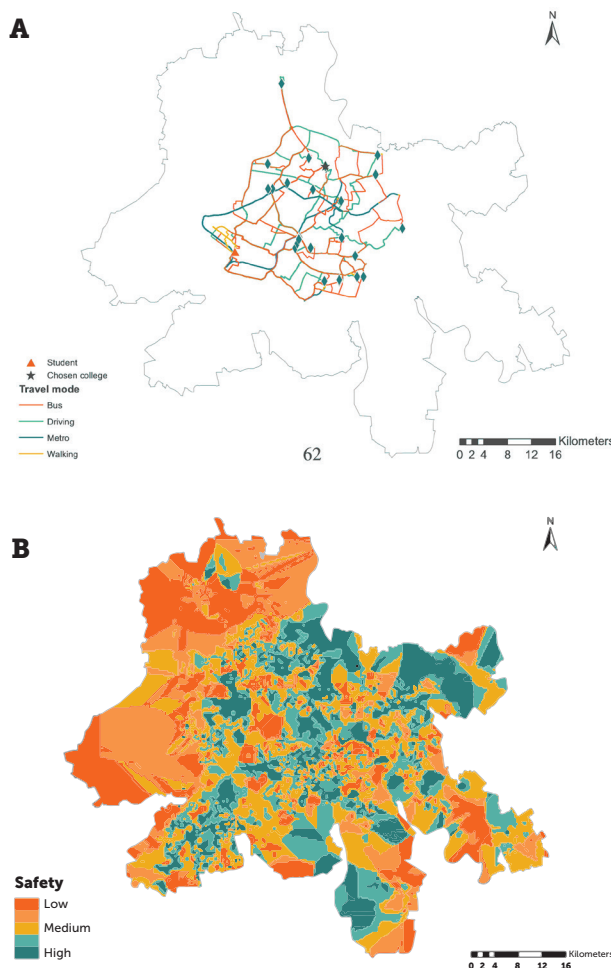 A
N
Student
Chosen college
Travel mode
Bus
Driving
Metro
Walking
62
Kilometers
0 2 4 8 12 16
B
N
Safety
Low
Medium
High
Kilometers
0 2 4 8 12 16